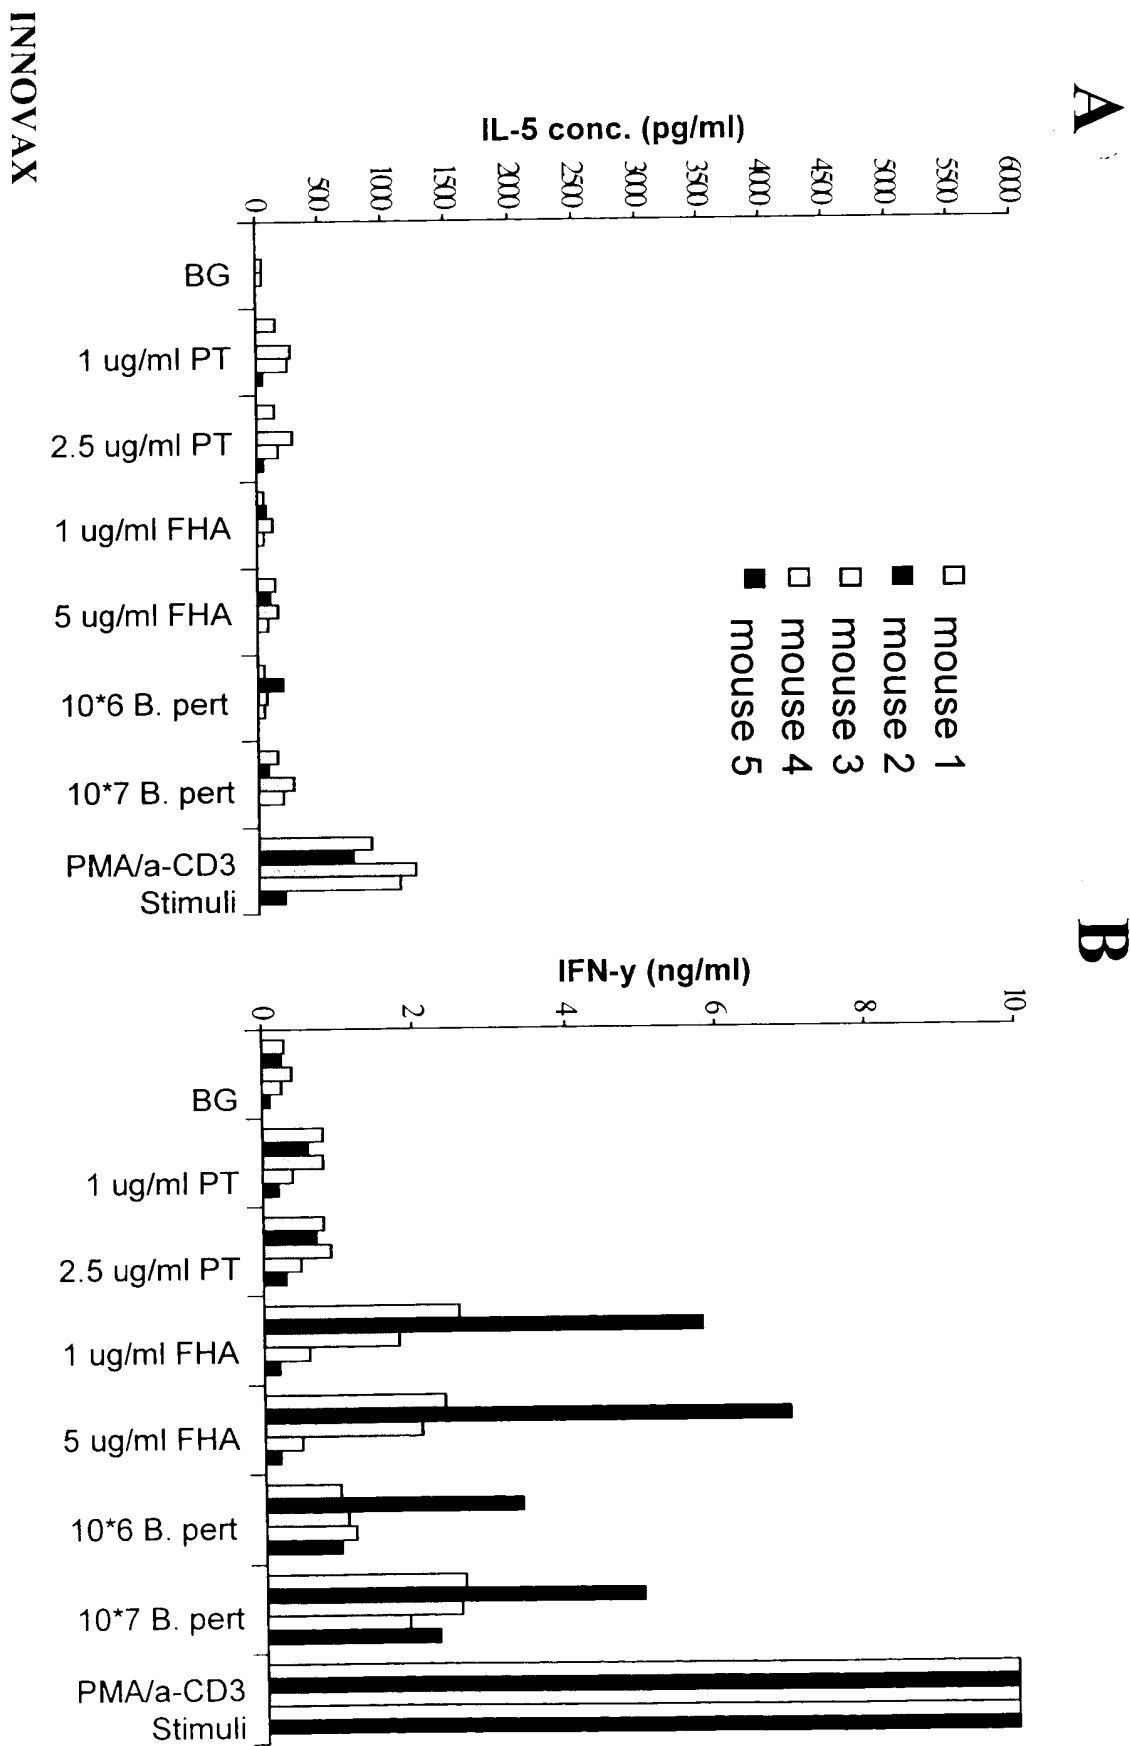 A
IL-5 conc. (pg/ml)
6000
5500
5000
4500
4000
3500
3000
2500
2000
1500
1000
500
0
BG
1 ug/ml PT
2.5 ug/ml PT
1 ug/ml FHA
5 ug/ml FHA
10*6 B. pert
10*7 B. pert
PMA/a-CD3
Stimuli
mouse 1
mouse 2
mouse 3
mouse 4
mouse 5
B
IFN-y (ng/ml)
10
8
6
4
2
0
BG
1 ug/ml PT
2.5 ug/ml PT
1 ug/ml FHA
5 ug/ml FHA
10*6 B. pert
10*7 B. pert
PMA/a-CD3
Stimuli
INNOVAX